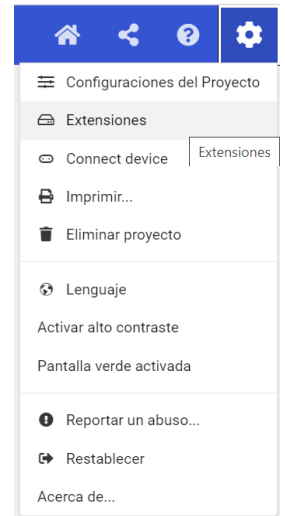 Configuraciones del Proyecto
Extensiones
Connect device
Extensiones
Imprimir...
Eliminar proyecto
Lenguaje
Activar alto contraste
Pantalla verde activada
Reportar un abuso...
Restablecer
Acerca de...